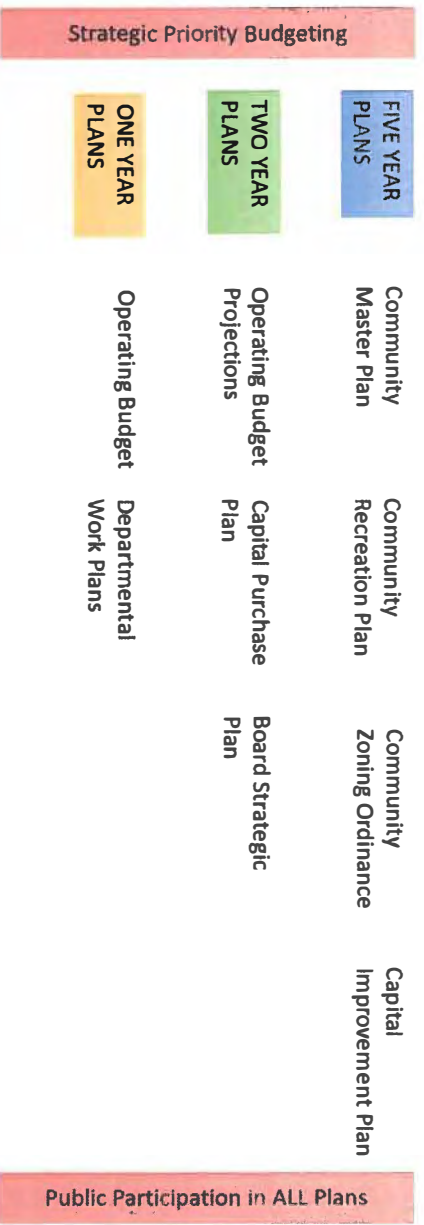 Strategic Priority Budgeting
FIVE YEAR
PLANS
Community
Master Plan
Community
Recreation Plan
Community
Zoning Ordinance
Capital
Improvement Plan
TWO YEAR
PLANS
Operating Budget
Projections
Capital Purchase
Plan
Board Strategic
Plan
ONE YEAR
PLANS
Operating Budget
Departmental
Work Plans
Public Participation in ALL Plans